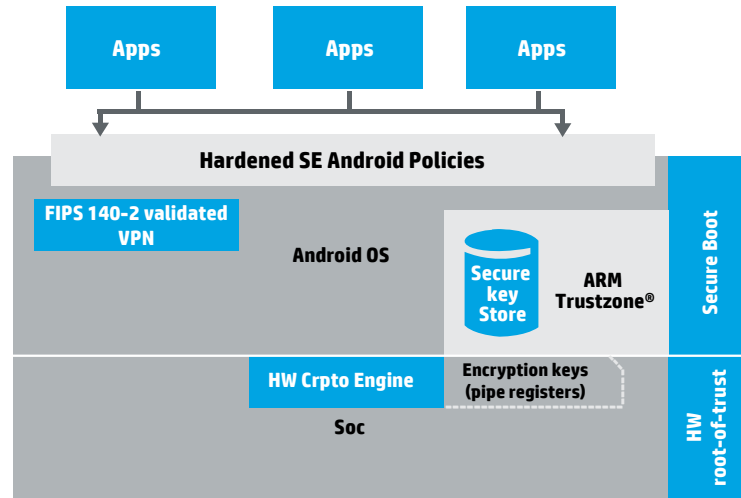 Apps
Apps
Apps
Hardened SE Android Policies
FIPS 140-2 validated
VPN
Android OS
Secure
key
Store
ARM
Trustzone®
Secure Boot
HW Crpto Engine
Encryption keys
(pipe registers)
Soc
HW
root-of-trust